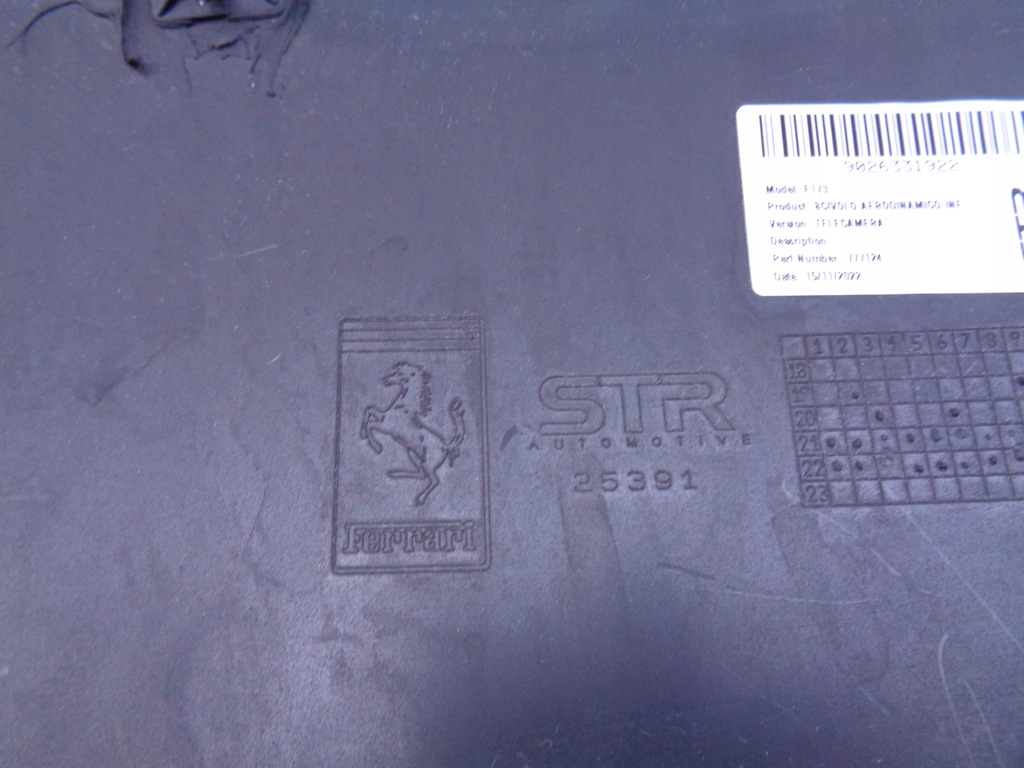 9026331922
Model: F173
Product: SCIVOLO AERODINAMICO INF
Version: TELECAMERA
Description:
Part Number: 777124
Date: 15/11/2022
1 2 3 4 5 6 7 8 9
18
19
20
21
22
23
STR
AUTOMOTIVE
25391
Ferrari